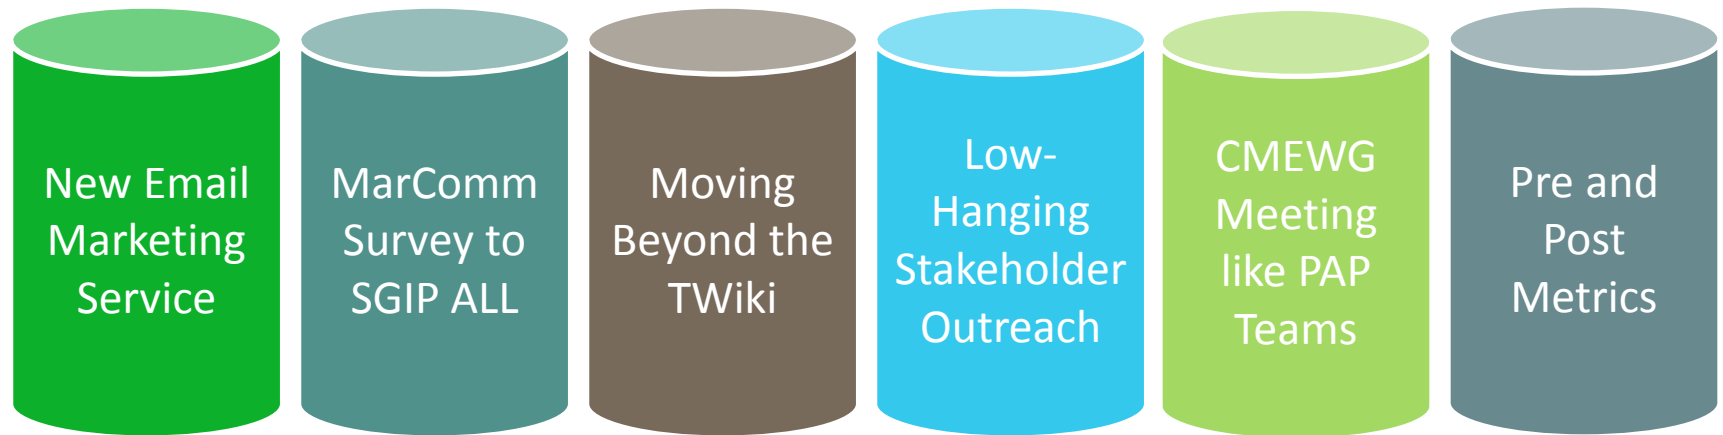 New Email
Marketing
Service
MarComm
Survey to
SGIP ALL
Moving
Beyond the
TWiki
Low-
Hanging
Stakeholder
Outreach
CMEWG
Meeting
like PAP
Teams
Pre and
Post
Metrics